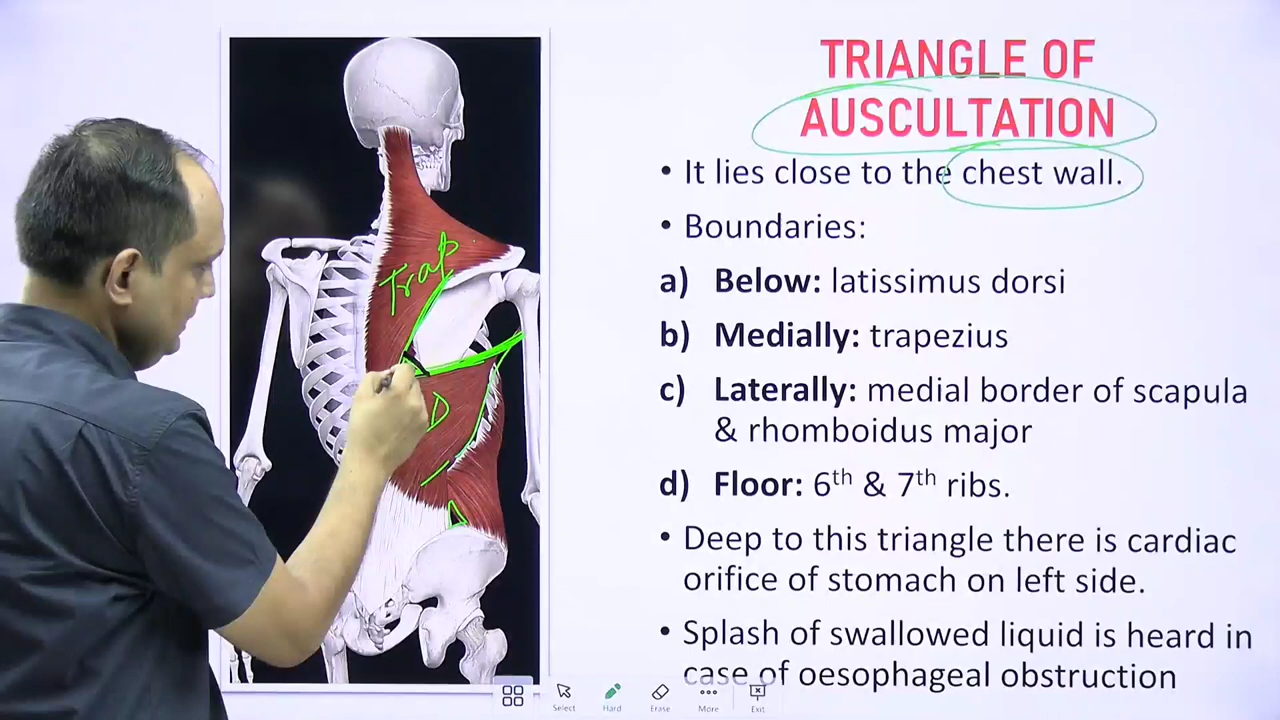 TRIANGLE OF
AUSCULTATION
• It lies close to the chest wall.
• Boundaries:
a) Below: latissimus dorsi
b) Medially: trapezius
c) Laterally: medial border of scapula
& rhomboidus major
d) Floor: 6th & 7th ribs.
• Deep to this triangle there is cardiac
orifice of stomach on left side.
• Splash of swallowed liquid is heard in
case of oesophageal obstruction
Trap
D
Select
Hard
Erase
More
Exit